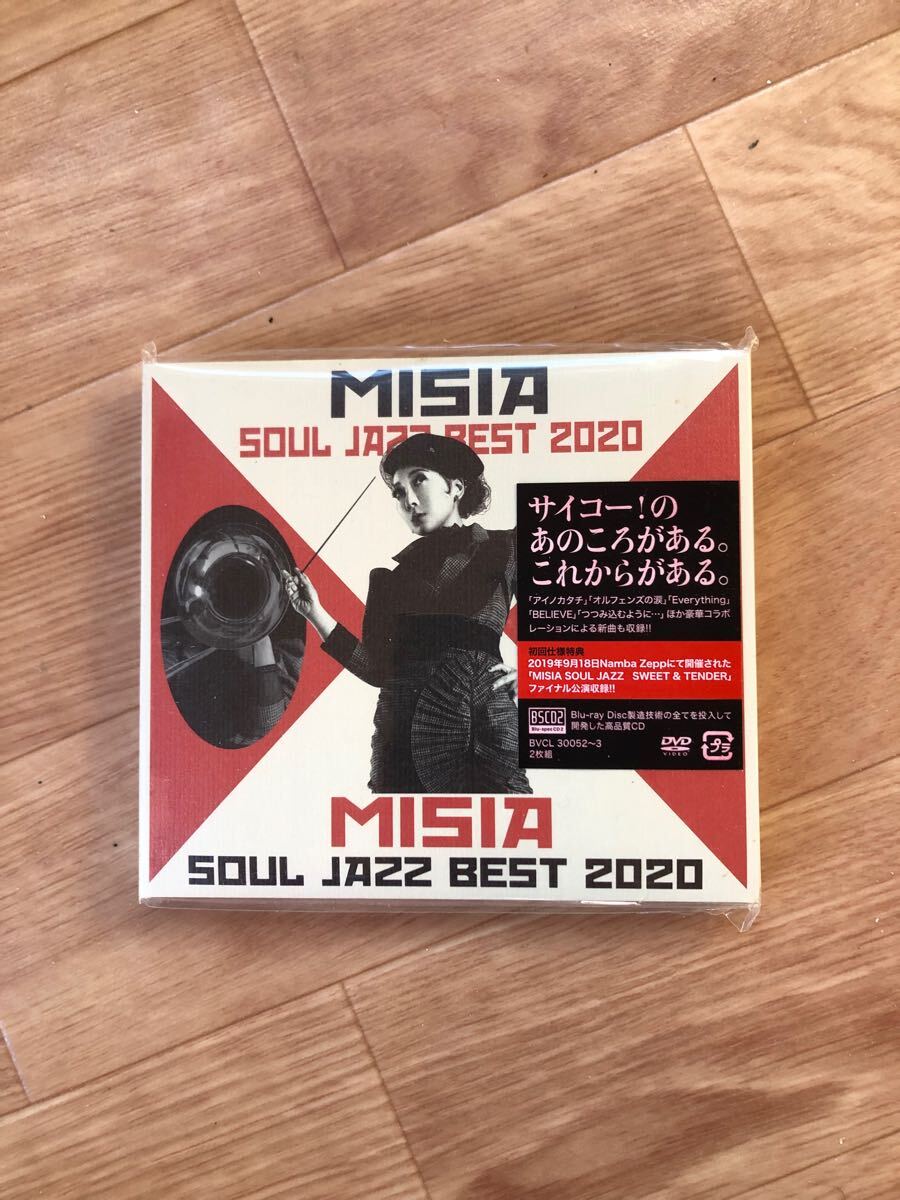 MISIA
SOUL JAZZ BEST 2020
サイコー!の
あのころがある。
これからがある。
「アイノカタチ」「オルフェンズの涙」「Everything」
「BELIEVE」「つつみ込むように…」ほか豪華コラボ
レーションによる新曲も収録!!
初回仕様特典
2019年9月18日Namba Zeppにて開催された
「MISIA SOUL JAZZ SWEET & TENDER」
ファイナル公演収録!!
BSCD2
Blu-spec CD2
Blu-ray Disc製造技術の全てを投入して
開発した高品質CD
BVCL 30052〜3
2枚組
DVD
VIDEO
プラ
MISIA
SOUL JAZZ BEST 2020